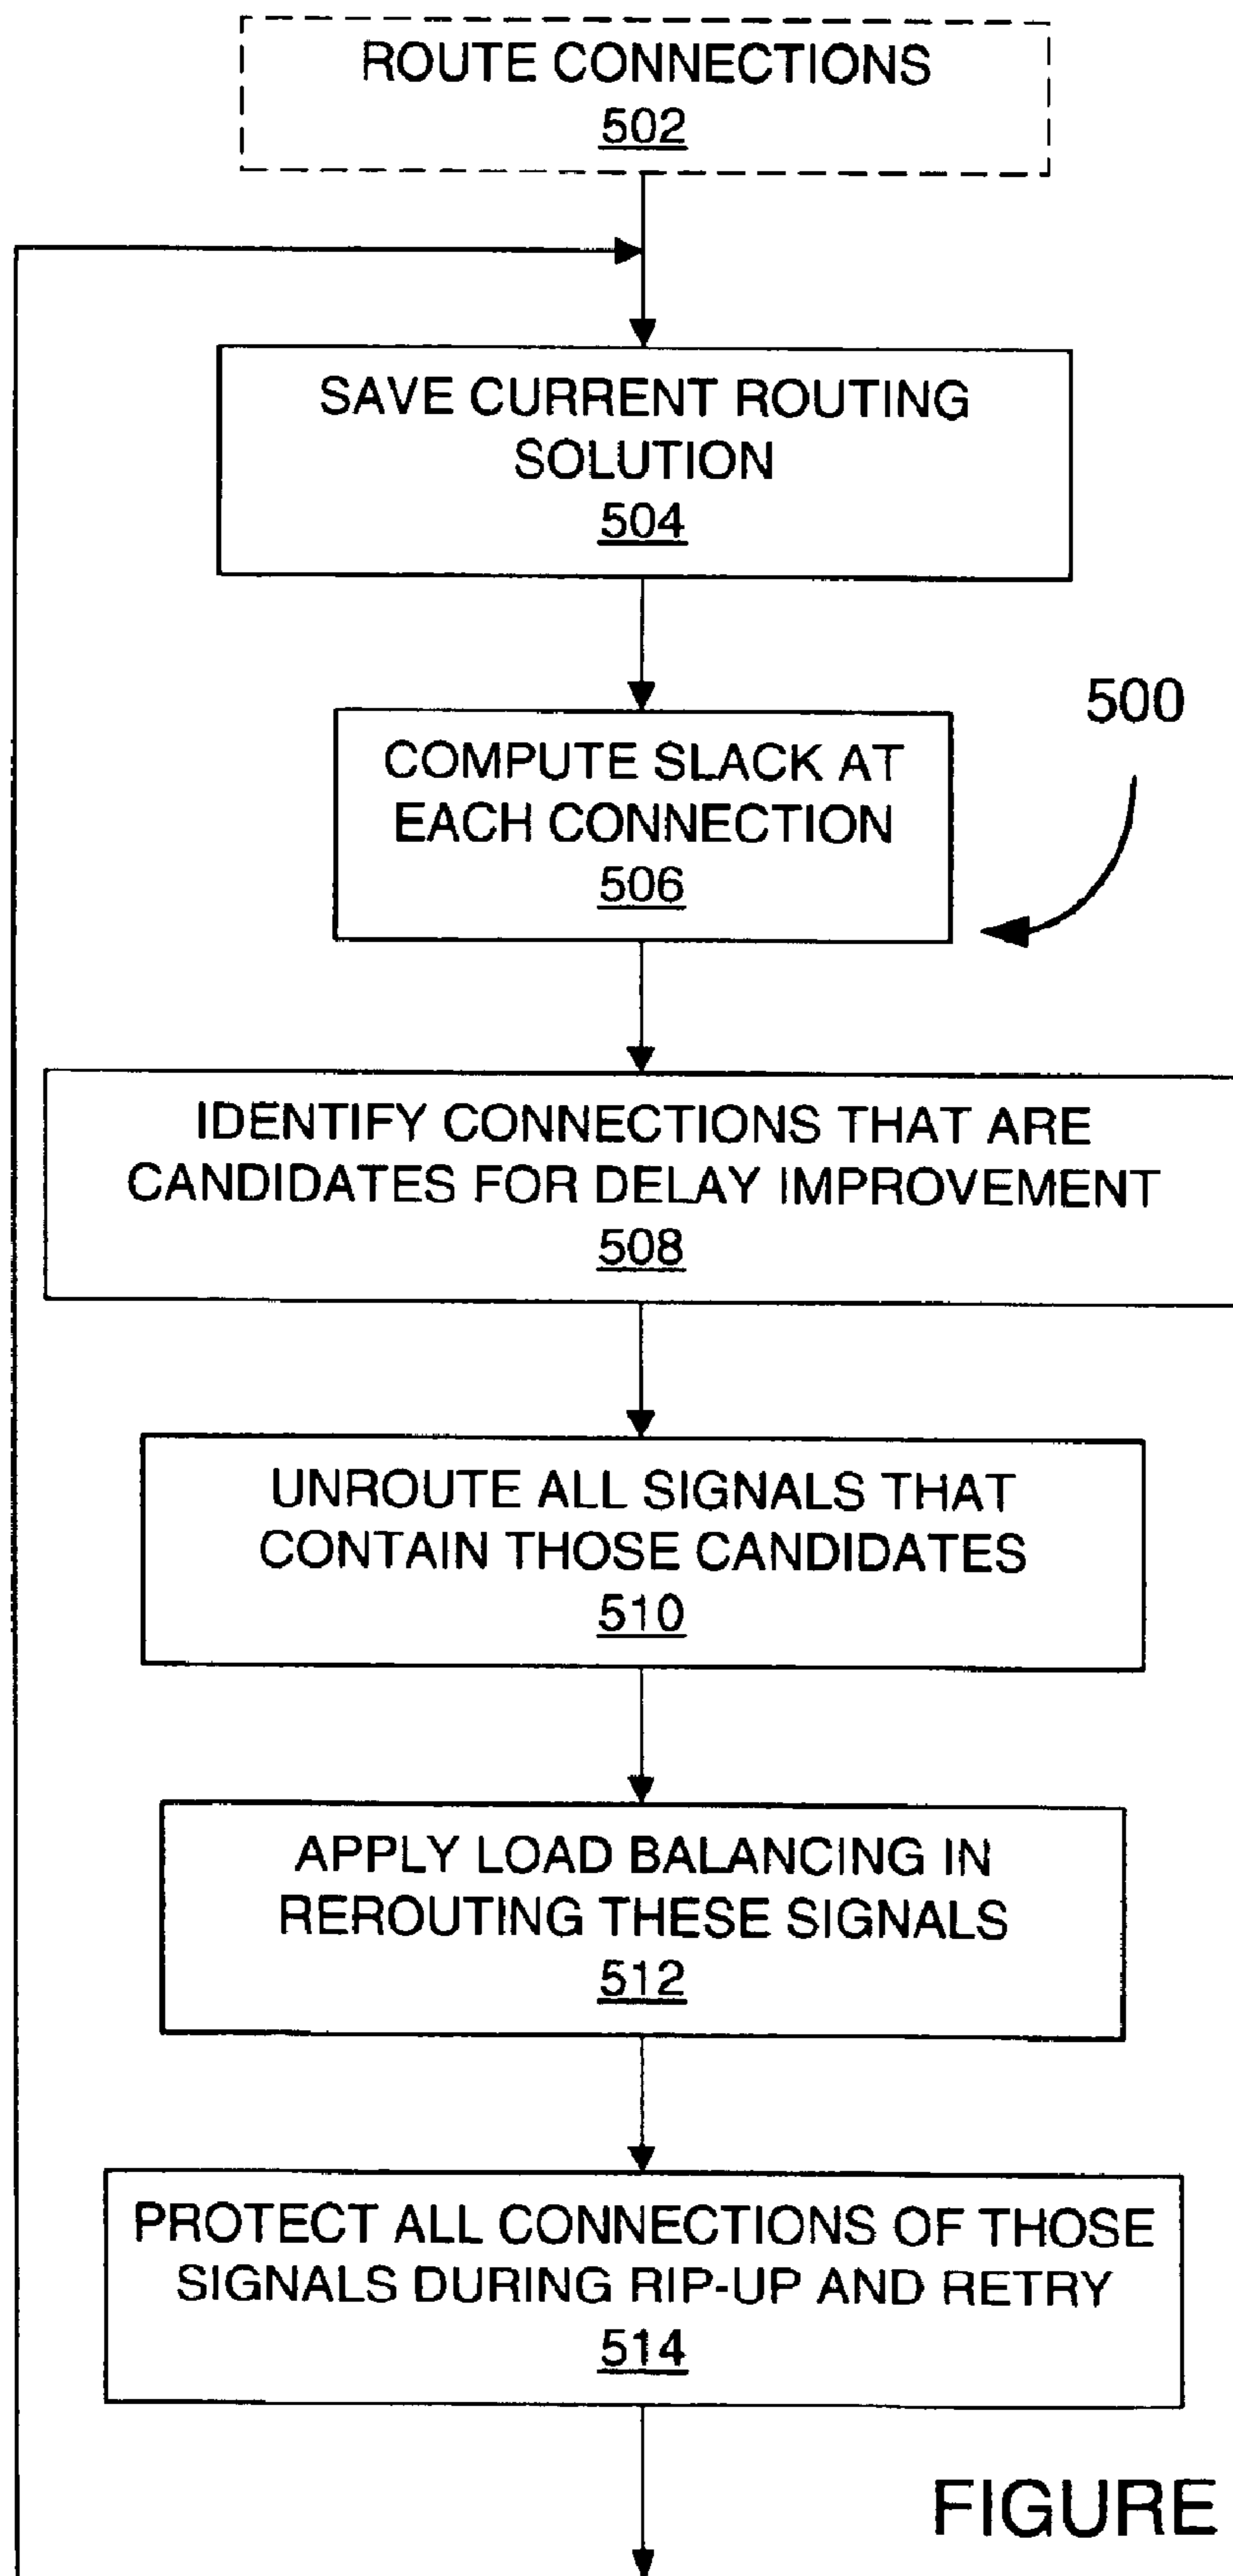 ROUTE CONNECTIONS
502
SAVE CURRENT ROUTING
SOLUTION
504
COMPUTE SLACK AT
EACH CONNECTION
506
500
IDENTIFY CONNECTIONS THAT ARE
CANDIDATES FOR DELAY IMPROVEMENT
508
UNROUTE ALL SIGNALS THAT
CONTAIN THOSE CANDIDATES
510
APPLY LOAD BALANCING IN
REROUTING THESE SIGNALS
512
PROTECT ALL CONNECTIONS OF THOSE
SIGNALS DURING RIP-UP AND RETRY
514
FIGURE